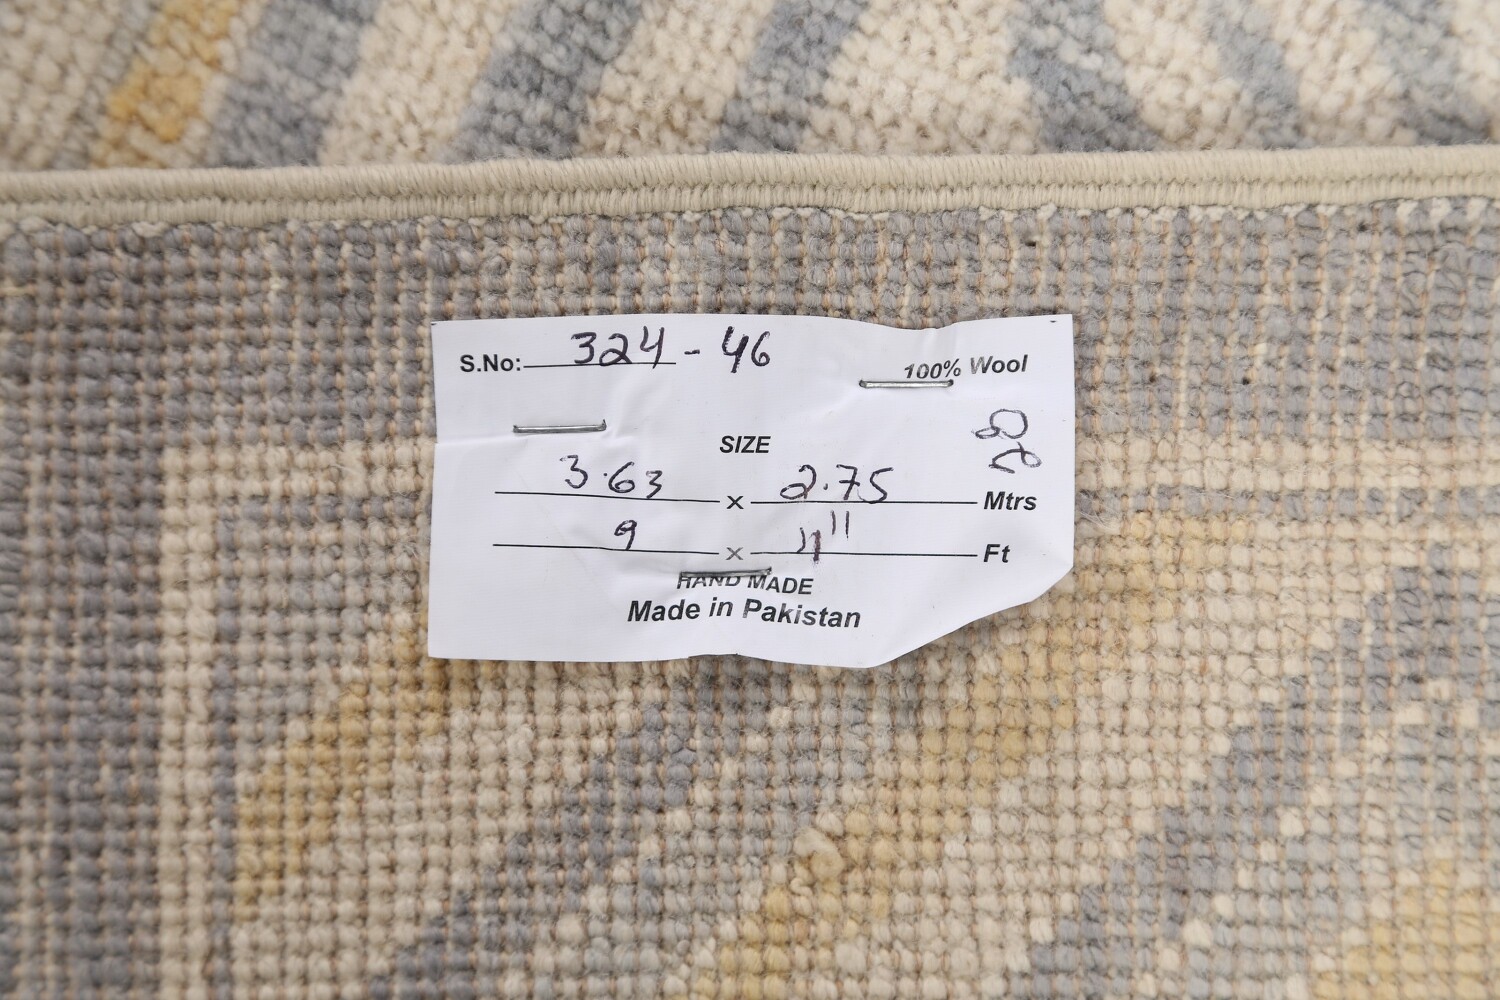 S.No: 324 - 46
100% Wool
SIZE
3.63 x 2.75 Mtrs
9 x 11" Ft
HAND MADE
Made in Pakistan